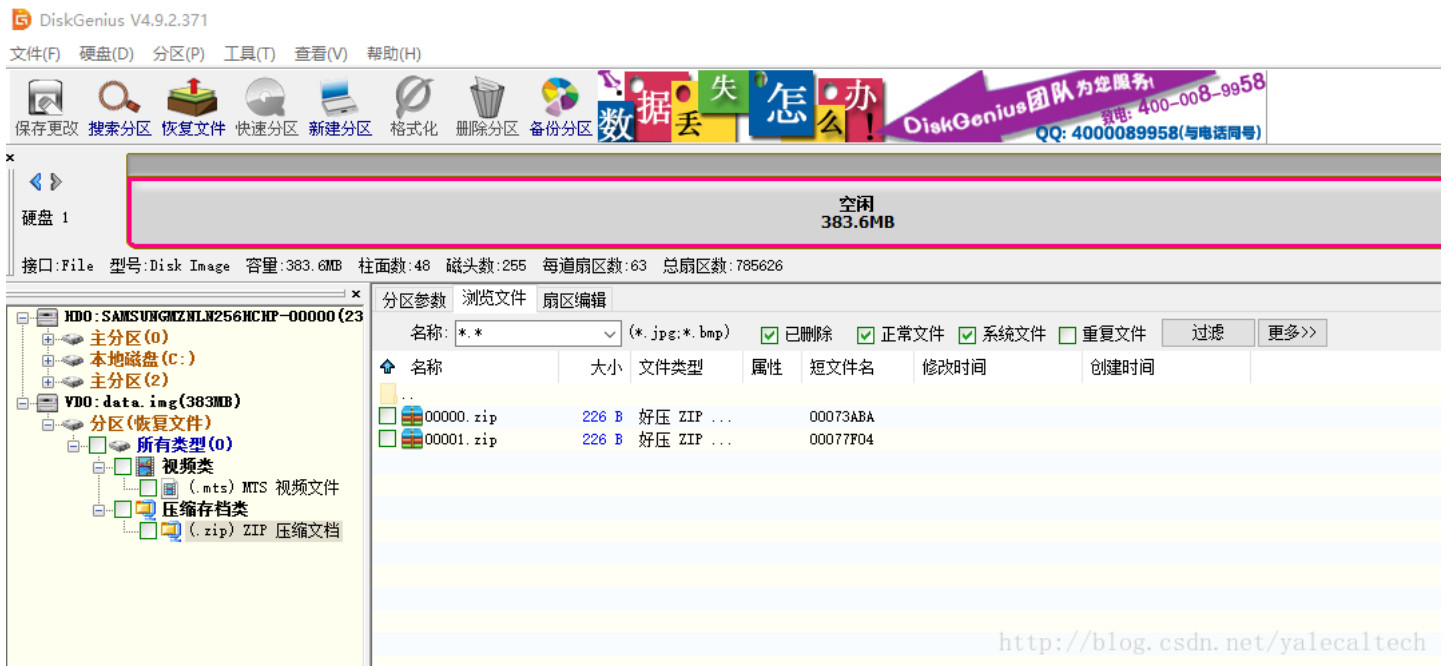 DiskGenius V4.9.2.371
文件(F) 硬盘(D) 分区(P) 工具(T) 查看(V) 帮助(H)
保存更改 搜索分区 恢复文件 快速分区 新建分区 格式化 删除分区 备份分区
数据丢失怎么办!
DiskGenius团队为您服务!
致电: 400-008-9958
QQ: 4000089958(与电话同号)
硬盘 1
空闲
383.6MB
接口:File 型号:Disk Image 容量:383.6MB 柱面数:48 磁头数:255 每道扇区数:63 总扇区数:785626
HD0:SAMSUNGMZNLN256HCHP-00000(23
主分区(0)
本地磁盘(C:)
主分区(2)
VD0:data.img(383MB)
分区(恢复文件)
所有类型(0)
视频类
(.mts) MTS 视频文件
压缩存档类
(.zip) ZIP 压缩文档
分区参数 浏览文件 扇区编辑
名称: *.* (*.jpg;*.bmp) 已删除 正常文件 系统文件 重复文件 过滤 更多>>
名称 大小 文件类型 属性 短文件名 修改时间 创建时间
..
00000.zip 226 B 好压 ZIP ... 00073ABA
00001.zip 226 B 好压 ZIP ... 00077F04
http://blog.csdn.net/yalecaltech